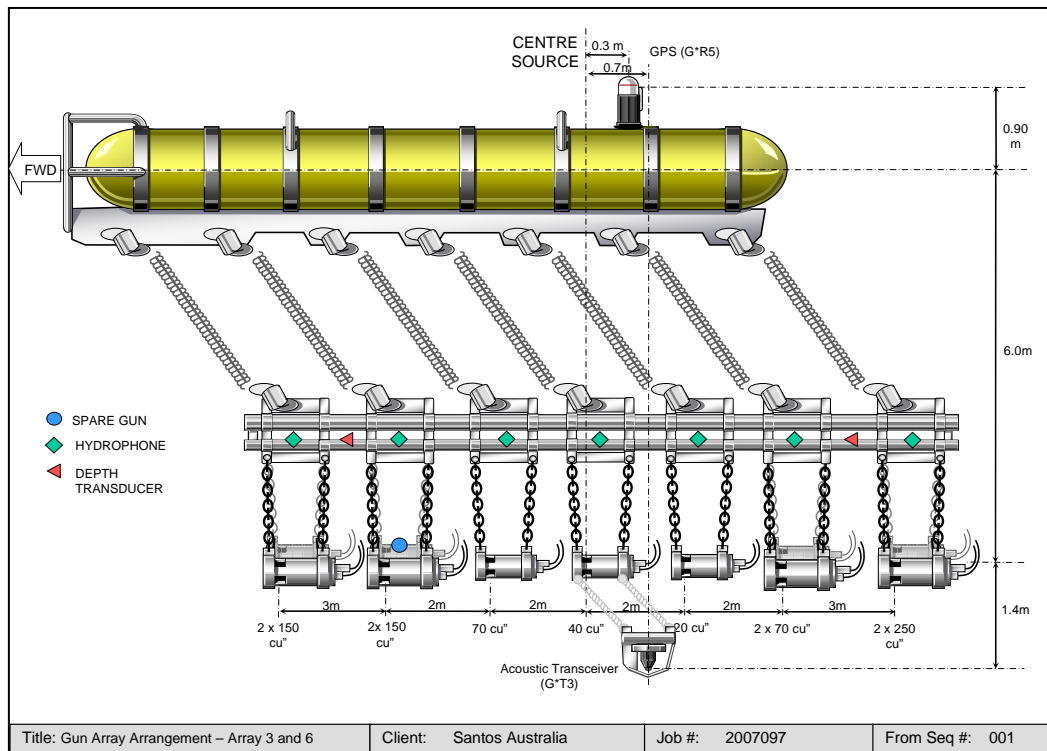 CENTRE
SOURCE
0.3 m
GPS (G*R5)
0.7m
0.90
m
FWD
6.0m
SPARE GUN
HYDROPHONE
DEPTH
TRANSDUCER
3m
2m
2m
2m
2m
3m
1.4m
2 x 150
cu"
2x 150
cu"
70 cu"
40 cu"
20 cu"
2 x 70 cu"
2 x 250
cu"
Acoustic Transceiver
(G*T3)
Title: Gun Array Arrangement – Array 3 and 6
Client: Santos Australia
Job #: 2007097
From Seq #: 001